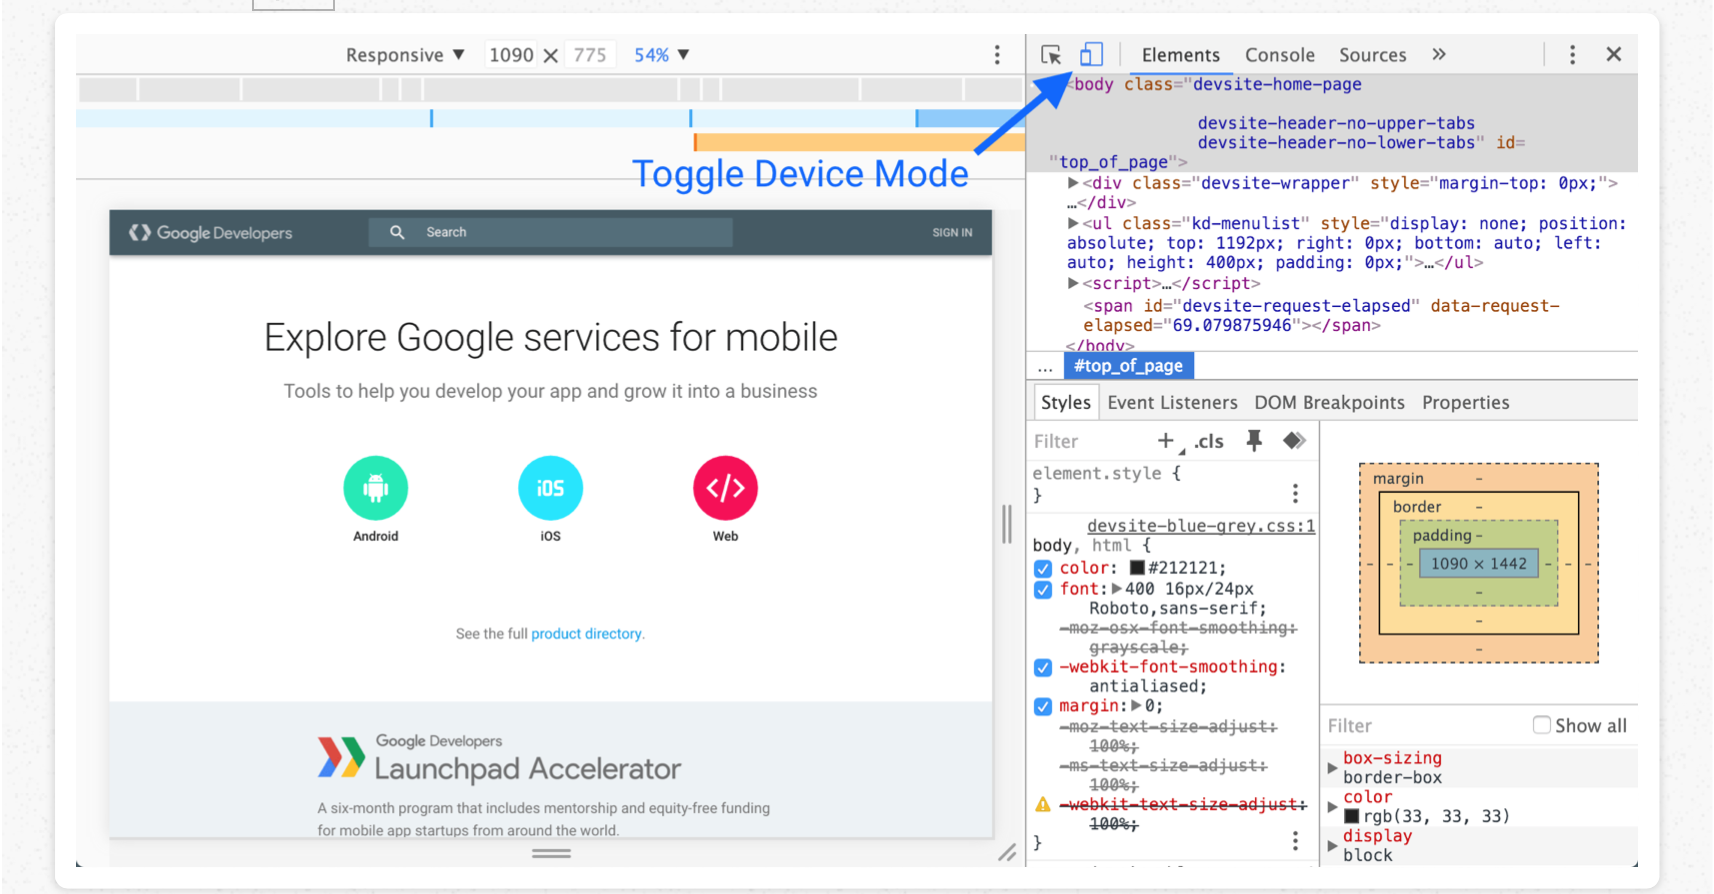 Responsive ▼ 1090 × 775 54% ▼
Toggle Device Mode
Google Developers Search SIGN IN
Explore Google services for mobile
Tools to help you develop your app and grow it into a business
iOS </>
Android iOS Web
See the full product directory.
Google Developers
Launchpad Accelerator
A six-month program that includes mentorship and equity-free funding
for mobile app startups from around the world.
Elements Console Sources »
<body class="devsite-home-page
devsite-header-no-upper-tabs
devsite-header-no-lower-tabs" id=
"top_of_page">
▶<div class="devsite-wrapper" style="margin-top: 0px;">
…</div>
▶<ul class="kd-menulist" style="display: none; position:
absolute; top: 1192px; right: 0px; bottom: auto; left:
auto; height: 400px; padding: 0px;">…</ul>
▶<script>…</script>
<span id="devsite-request-elapsed" data-request-
elapsed="69.079875946"></span>
</body>
... #top_of_page
Styles Event Listeners DOM Breakpoints Properties
Filter + .cls
element.style {
}
devsite-blue-grey.css:1
body, html {
color: #212121;
font:▶400 16px/24px
Roboto,sans-serif;
-moz-osx-font-smoothing:
grayscale;
-webkit-font-smoothing:
antialiased;
margin:▶0;
-moz-text-size-adjust:
100%;
-ms-text-size-adjust:
100%;
-webkit-text-size-adjust:
100%;
}
margin -
border -
padding -
- - - 1090 × 1442 - - -
-
-
-
Filter Show all
▶ box-sizing
border-box
▶ color
rgb(33, 33, 33)
▶ display
block